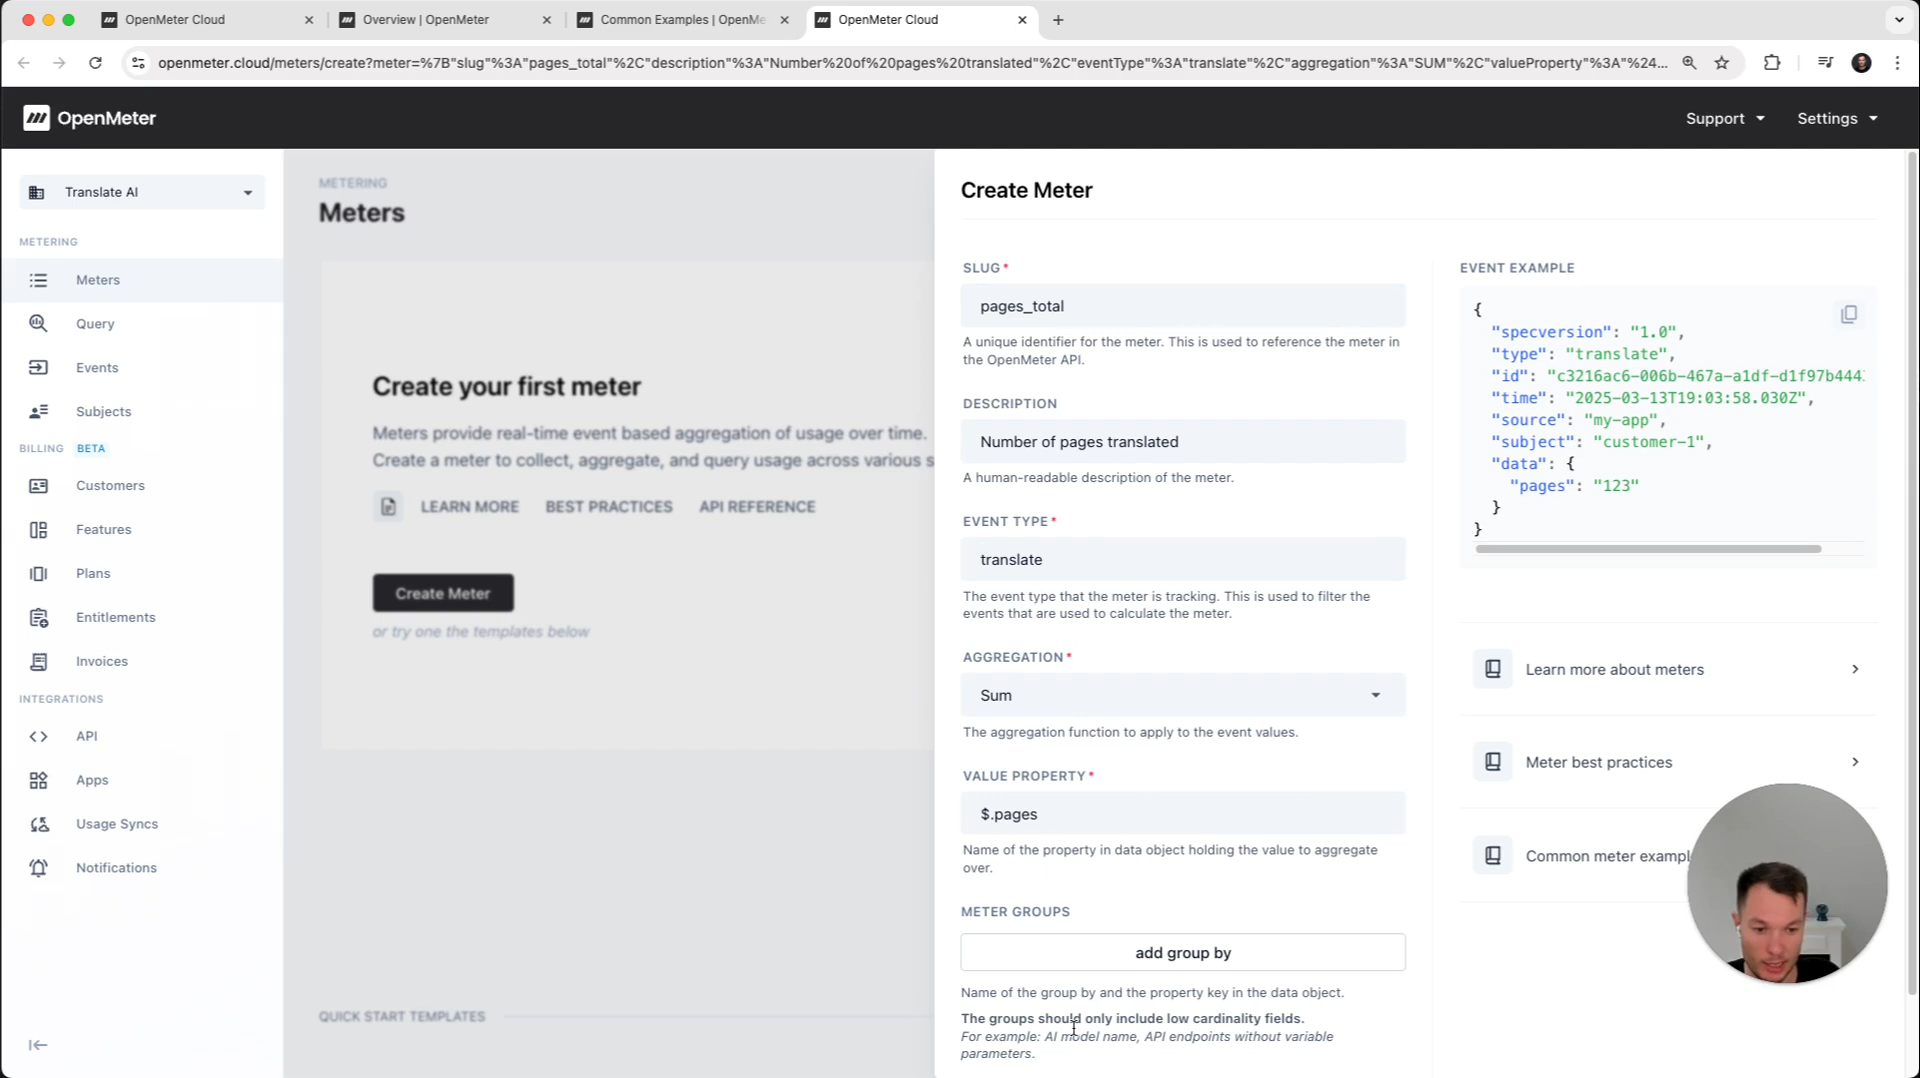 OpenMeter Cloud
Overview | OpenMeter
Common Examples | OpenMe
OpenMeter Cloud
openmeter.cloud/meters/create?meter=%7B"slug"%3A"pages_total"%2C"description"%3A"Number%20of%20pages%20translated"%2C"eventType"%3A"translate"%2C"aggregation"%3A"SUM"%2C"valueProperty"%3A"%24...
OpenMeter
Support
Settings
Translate AI
METERING
Meters
Query
Events
Subjects
BILLING BETA
Customers
Features
Plans
Entitlements
Invoices
INTEGRATIONS
API
Apps
Usage Syncs
Notifications
METERING
Meters
Create your first meter
Meters provide real-time event based aggregation of usage over time.
Create a meter to collect, aggregate, and query usage across various s
LEARN MORE
BEST PRACTICES
API REFERENCE
Create Meter
or try one the templates below
QUICK START TEMPLATES
Create Meter
SLUG*
pages_total
A unique identifier for the meter. This is used to reference the meter in
the OpenMeter API.
DESCRIPTION
Number of pages translated
A human-readable description of the meter.
EVENT TYPE*
translate
The event type that the meter is tracking. This is used to filter the
events that are used to calculate the meter.
AGGREGATION*
Sum
The aggregation function to apply to the event values.
VALUE PROPERTY*
$.pages
Name of the property in data object holding the value to aggregate
over.
METER GROUPS
add group by
Name of the group by and the property key in the data object.
The groups should only include low cardinality fields.
For example: AI model name, API endpoints without variable
parameters.
EVENT EXAMPLE
{
"specversion": "1.0",
"type": "translate",
"id": "c3216ac6-006b-467a-a1df-d1f97b444
"time": "2025-03-13T19:03:58.030Z",
"source": "my-app",
"subject": "customer-1",
"data": {
"pages": "123"
}
}
Learn more about meters
Meter best practices
Common meter exampl